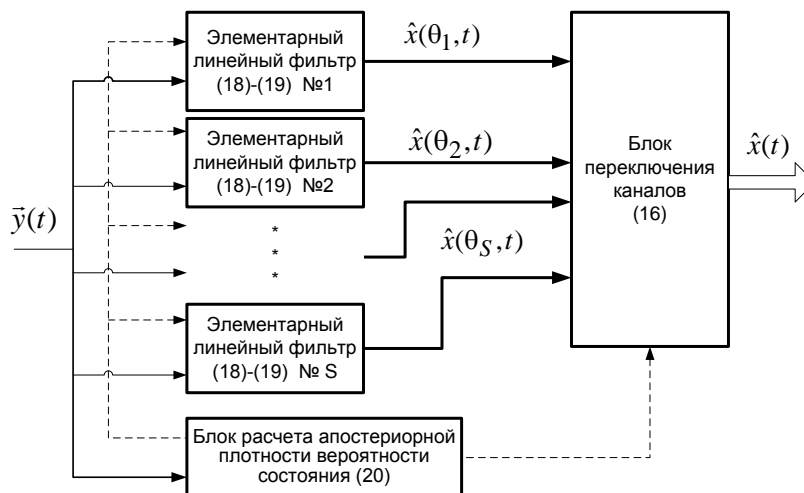 Элементарный
линейный фильтр
(18)-(19) №1
x̂(θ₁,t)
Элементарный
линейный фильтр
(18)-(19) №2
x̂(θ₂,t)
Блок
переключения
каналов
(16)
x̂(t)
y⃗(t)
*
*
*
x̂(θ_S,t)
Элементарный
линейный фильтр
(18)-(19) № S
Блок расчета апостериорной
плотности вероятности
состояния (20)